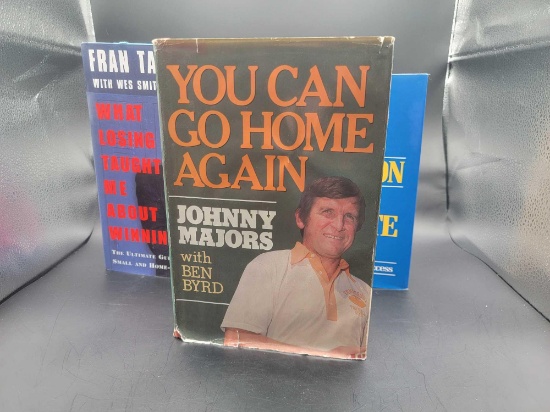 FRAN TA
WITH WES SMIT
WHAT
LOSING
TAUGHT
ME
ABOUT
WINNIN
THE ULTIMATE GU
SMALL AND HOME-
YOU CAN
GO HOME
AGAIN
JOHNNY
MAJORS
with
BEN
BYRD
ON
TE
CCESS